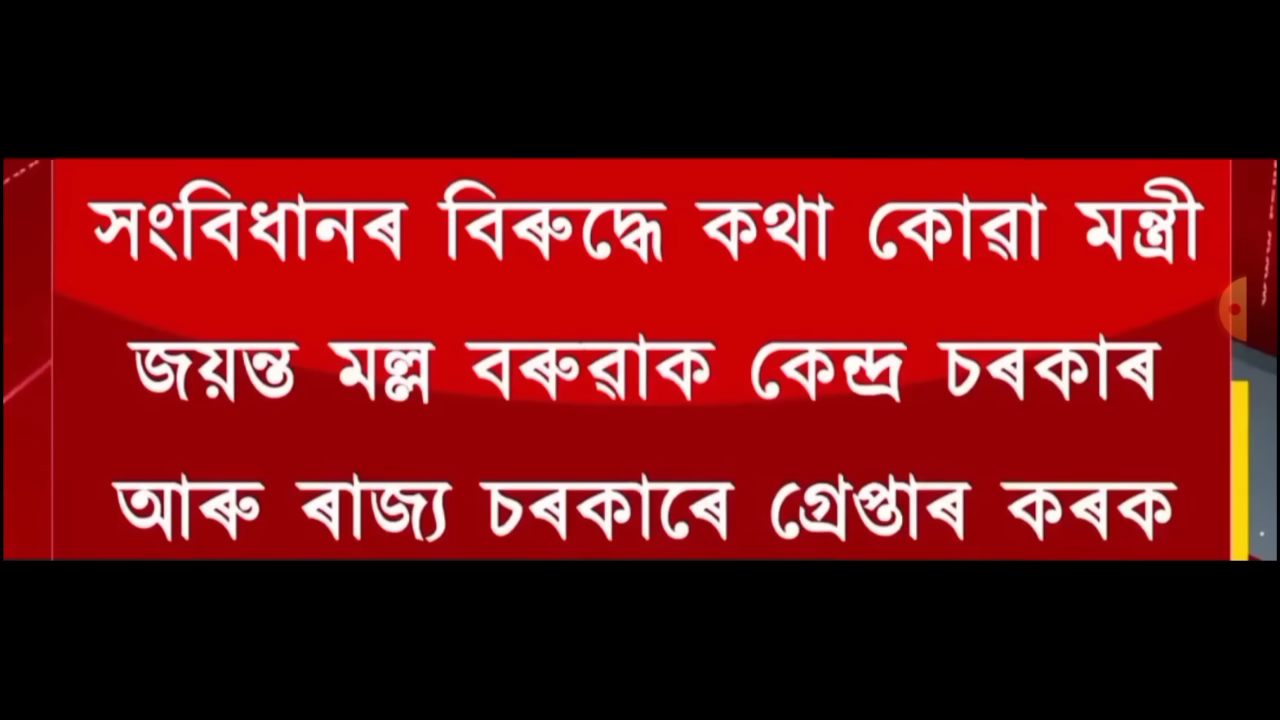 সংবিধানৰ বিৰুদ্ধে কথা কোৱা মন্ত্ৰী
জয়ন্ত মল্ল বৰুৱাক কেন্দ্ৰ চৰকাৰ
আৰু ৰাজ্য চৰকাৰে গ্ৰেপ্তাৰ কৰক